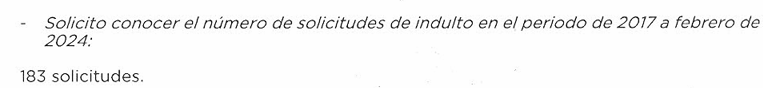 - Solicito conocer el número de solicitudes de indulto en el periodo de 2017 a febrero de
2024:
183 solicitudes.